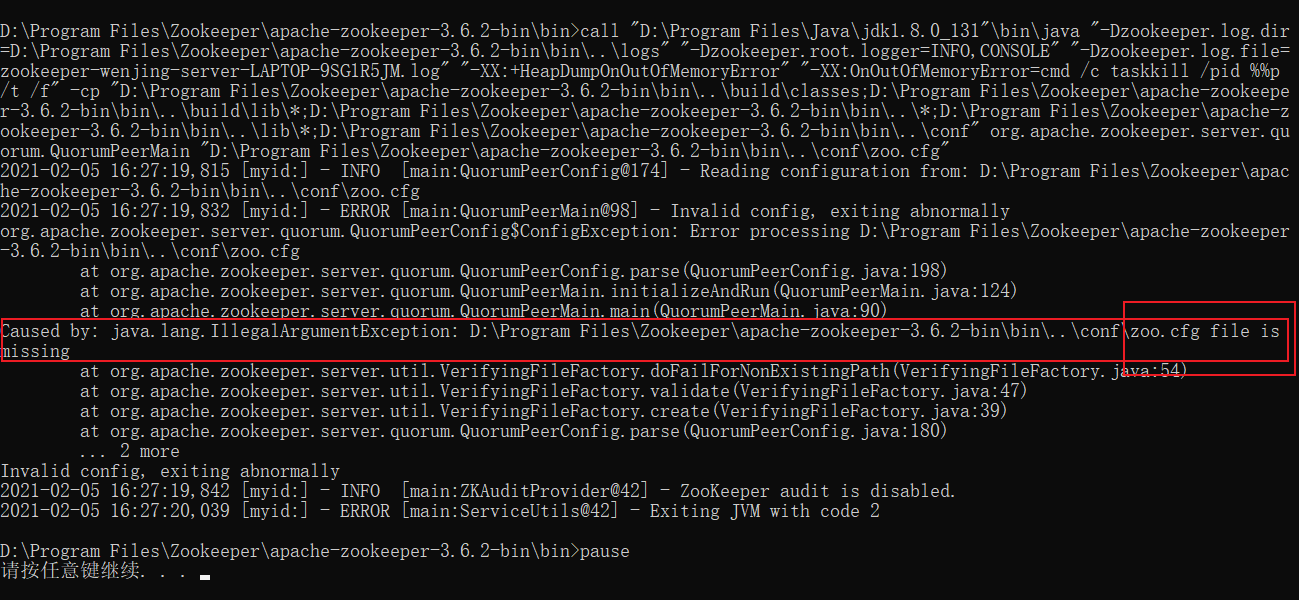 D:\Program Files\Zookeeper\apache-zookeeper-3.6.2-bin\bin>call "D:\Program Files\Java\jdk1.8.0_131"\bin\java "-Dzookeeper.log.dir
=D:\Program Files\Zookeeper\apache-zookeeper-3.6.2-bin\bin\..\logs" "-Dzookeeper.root.logger=INFO,CONSOLE" "-Dzookeeper.log.file=
zookeeper-wenjing-server-LAPTOP-9SG1R5JM.log" "-XX:+HeapDumpOnOutOfMemoryError" "-XX:OnOutOfMemoryError=cmd /c taskkill /pid %%p
/t /f" -cp "D:\Program Files\Zookeeper\apache-zookeeper-3.6.2-bin\bin\..\build\classes;D:\Program Files\Zookeeper\apache-zookeepe
r-3.6.2-bin\bin\..\build\lib\*;D:\Program Files\Zookeeper\apache-zookeeper-3.6.2-bin\bin\..\*;D:\Program Files\Zookeeper\apache-z
ookeeper-3.6.2-bin\bin\..\lib\*;D:\Program Files\Zookeeper\apache-zookeeper-3.6.2-bin\bin\..\conf" org.apache.zookeeper.server.qu
orum.QuorumPeerMain "D:\Program Files\Zookeeper\apache-zookeeper-3.6.2-bin\bin\..\conf\zoo.cfg"
2021-02-05 16:27:19,815 [myid:] - INFO  [main:QuorumPeerConfig@174] - Reading configuration from: D:\Program Files\Zookeeper\apac
he-zookeeper-3.6.2-bin\bin\..\conf\zoo.cfg
2021-02-05 16:27:19,832 [myid:] - ERROR [main:QuorumPeerMain@98] - Invalid config, exiting abnormally
org.apache.zookeeper.server.quorum.QuorumPeerConfig$ConfigException: Error processing D:\Program Files\Zookeeper\apache-zookeeper
-3.6.2-bin\bin\..\conf\zoo.cfg
at org.apache.zookeeper.server.quorum.QuorumPeerConfig.parse(QuorumPeerConfig.java:198)
at org.apache.zookeeper.server.quorum.QuorumPeerMain.initializeAndRun(QuorumPeerMain.java:124)
at org.apache.zookeeper.server.quorum.QuorumPeerMain.main(QuorumPeerMain.java:90)
Caused by: java.lang.IllegalArgumentException: D:\Program Files\Zookeeper\apache-zookeeper-3.6.2-bin\bin\..\conf\zoo.cfg file is
missing
at org.apache.zookeeper.server.util.VerifyingFileFactory.doFailForNonExistingPath(VerifyingFileFactory.java:54)
at org.apache.zookeeper.server.util.VerifyingFileFactory.validate(VerifyingFileFactory.java:47)
at org.apache.zookeeper.server.util.VerifyingFileFactory.create(VerifyingFileFactory.java:39)
at org.apache.zookeeper.server.quorum.QuorumPeerConfig.parse(QuorumPeerConfig.java:180)
... 2 more
Invalid config, exiting abnormally
2021-02-05 16:27:19,842 [myid:] - INFO  [main:ZKAuditProvider@42] - ZooKeeper audit is disabled.
2021-02-05 16:27:20,039 [myid:] - ERROR [main:ServiceUtils@42] - Exiting JVM with code 2
D:\Program Files\Zookeeper\apache-zookeeper-3.6.2-bin\bin>pause
请按任意键继续. . .